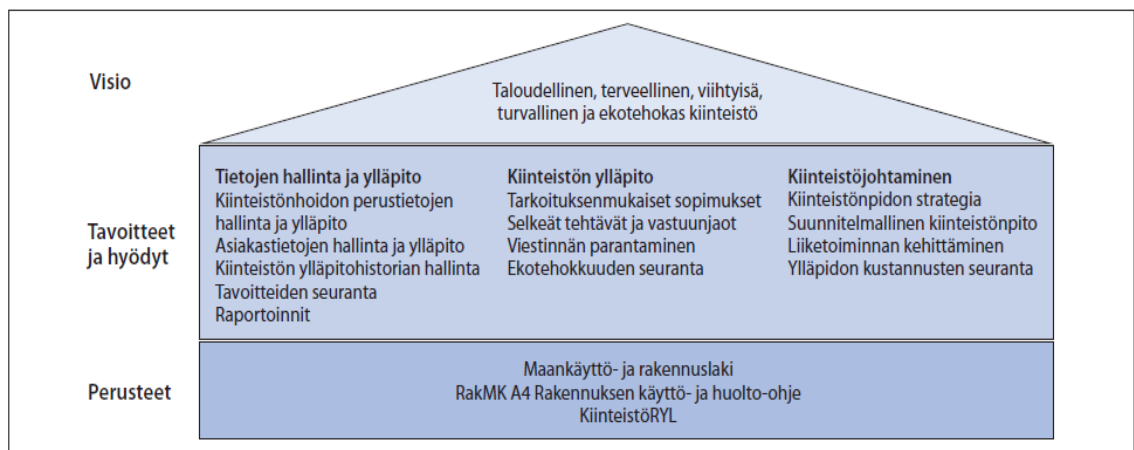 Visio
Taloudellinen, terveellinen, viihtyisä,
turvallinen ja ekotehokas kiinteistö
Tavoitteet
ja hyödyt
Tietojen hallinta ja ylläpito
Kiinteistönhoidon perustietojen
hallinta ja ylläpito
Asiakastietojen hallinta ja ylläpito
Kiinteistön ylläpitohistorian hallinta
Tavoitteiden seuranta
Raportoinnit
Kiinteistön ylläpito
Tarkoituksenmukaiset sopimukset
Selkeät tehtävät ja vastuunjaot
Viestinnän parantaminen
Ekotehokkuuden seuranta
Kiinteistöjohtaminen
Kiinteistönpidon strategia
Suunnitelmallinen kiinteistönpito
Liiketoiminnan kehittäminen
Ylläpidon kustannusten seuranta
Perusteet
Maankäyttö- ja rakennuslaki
RakMK A4 Rakennuksen käyttö- ja huolto-ohje
KiinteistöRYL